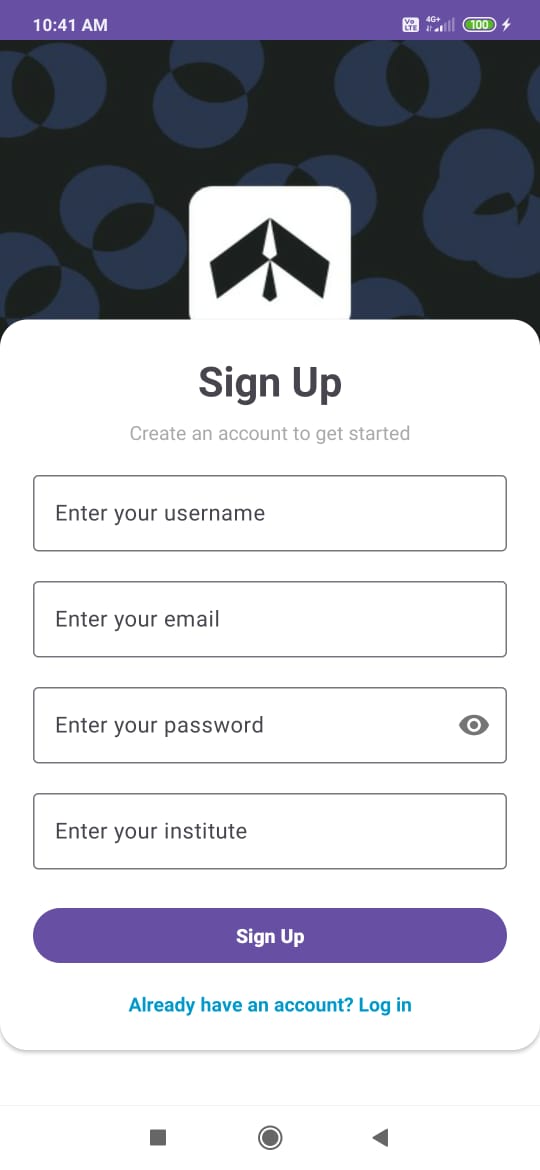 10:41 AM
Vo
LTE
4G+
100
Sign Up
Create an account to get started
Enter your username
Enter your email
Enter your password
Enter your institute
Sign Up
Already have an account? Log in